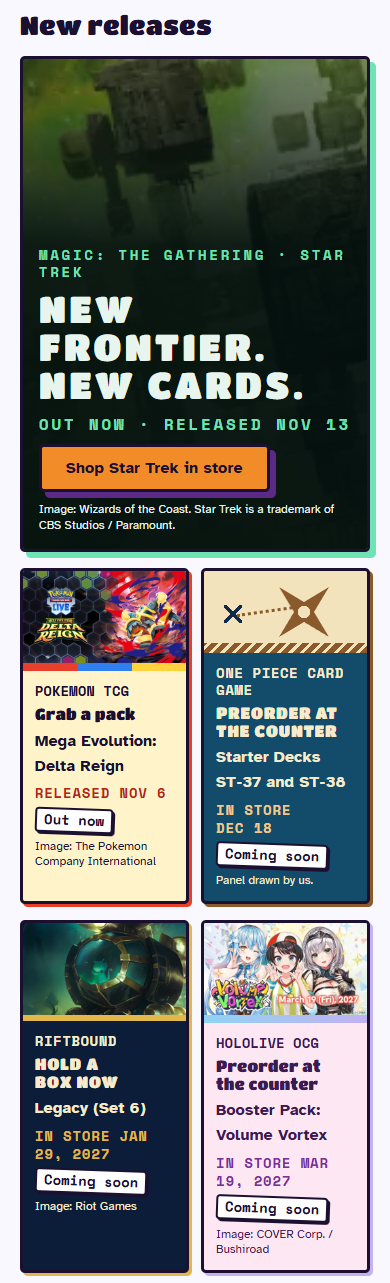 New releases
MAGIC: THE GATHERING · STAR
TREK
NEW
FRONTIER.
NEW CARDS.
OUT NOW · RELEASED NOV 13
Shop Star Trek in store
Image: Wizards of the Coast. Star Trek is a trademark of
CBS Studios / Paramount.
POKÉMON
LIVE
DELTA
REIGN
POKEMON TCG
Grab a pack
Mega Evolution:
Delta Reign
RELEASED NOV 6
Out now
Image: The Pokemon
Company International
ONE PIECE CARD
GAME
PREORDER AT
THE COUNTER
Starter Decks
ST-37 and ST-38
IN STORE
DEC 18
Coming soon
Panel drawn by us.
RIFTBOUND
HOLD A
BOX NOW
Legacy (Set 6)
IN STORE JAN
29, 2027
Coming soon
Image: Riot Games
Volume
Vortex
March 19 (Fri), 2027
HOLOLIVE OCG
Preorder at
the counter
Booster Pack:
Volume Vortex
IN STORE MAR
19, 2027
Coming soon
Image: COVER Corp. /
Bushiroad